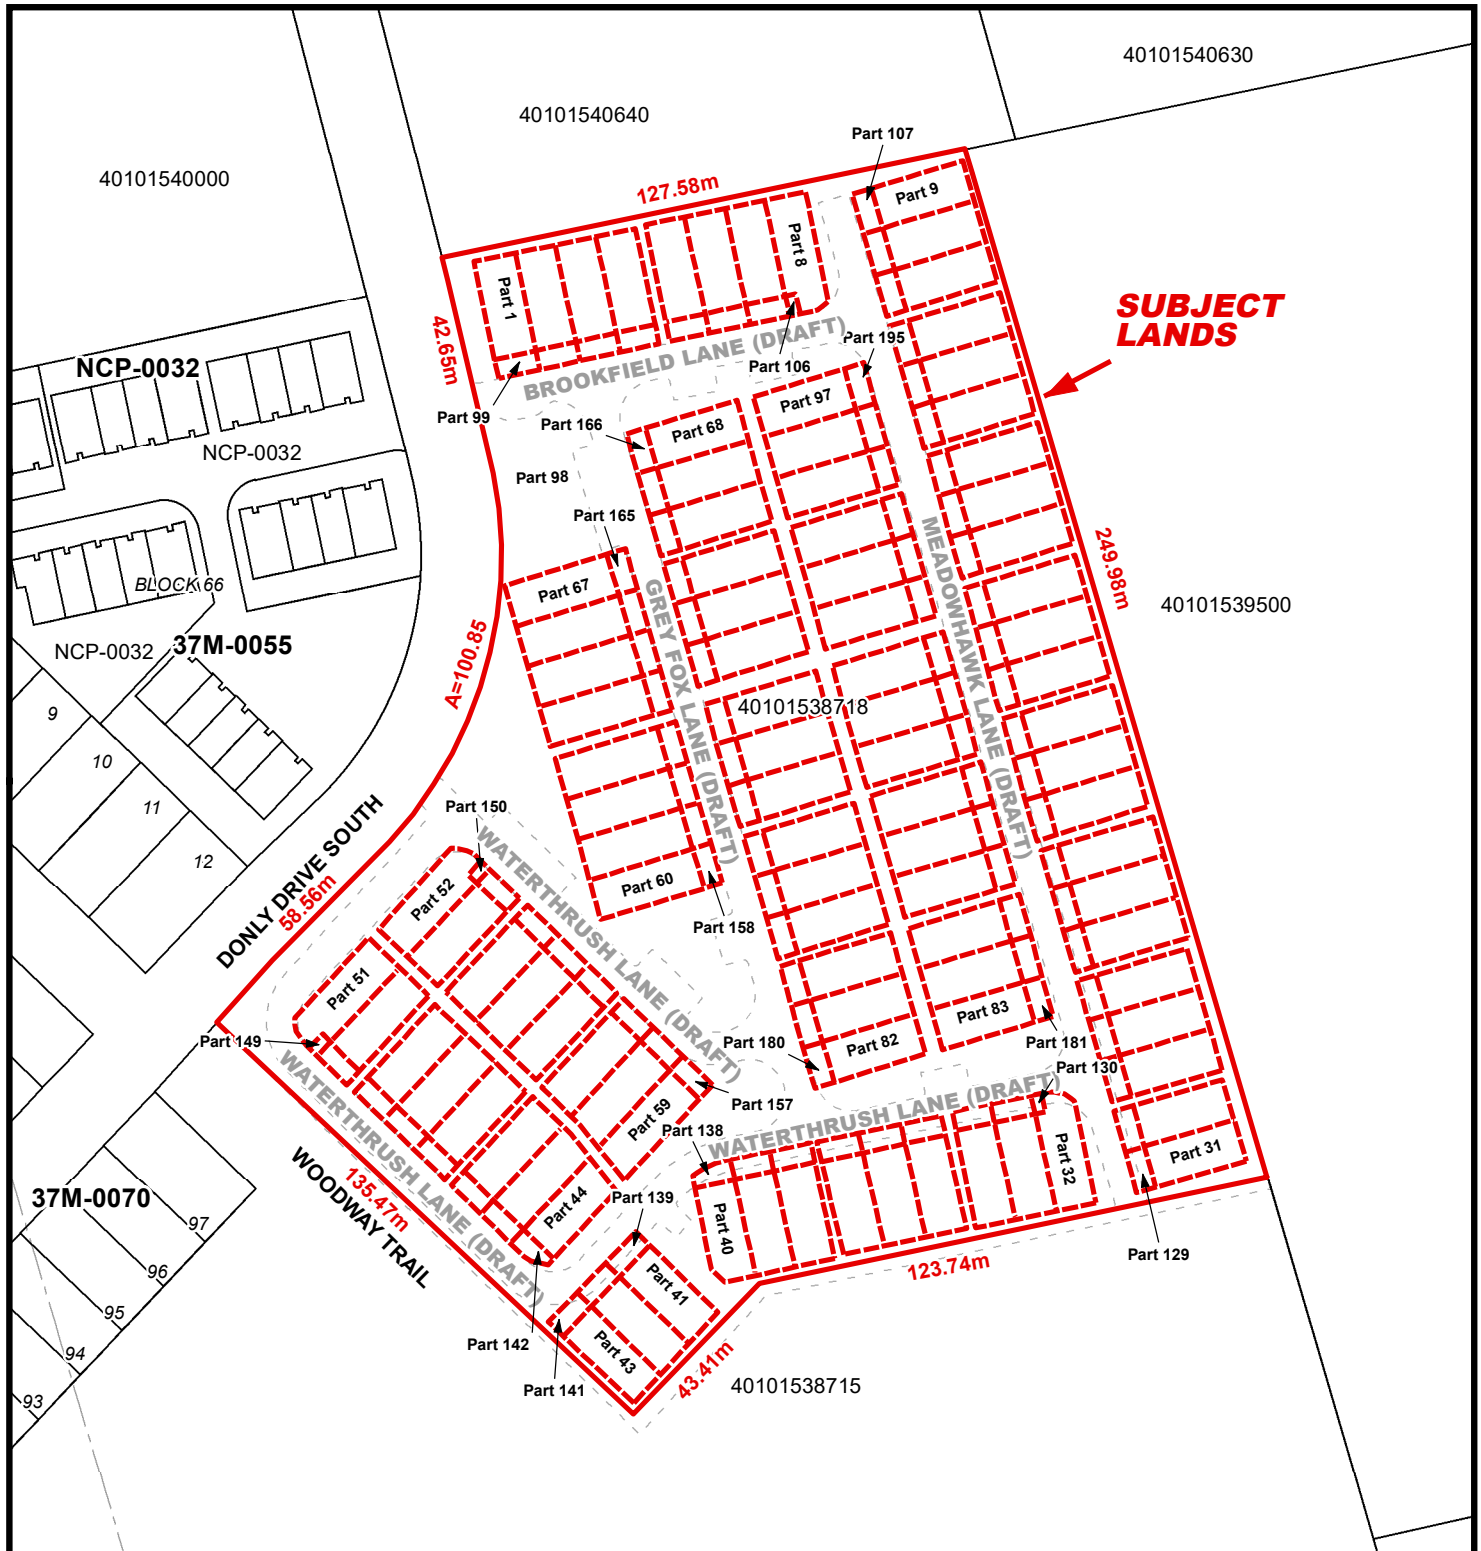 40101540630
40101540640
Part 107
40101540000
127.58m
Part 9
Part 8
Part 1
SUBJECT
LANDS
42.65m
BROOKFIELD LANE (DRAFT)
Part 195
NCP-0032
Part 106
Part 99
Part 97
Part 166
Part 68
NCP-0032
Part 98
Part 165
MEADOWHAWK LANE (DRAFT)
249.98m
BLOCK 66
Part 67
GREY FOX LANE (DRAFT)
40101539500
37M-0055
NCP-0032
A=100.85
40101538718
9
10
11
12
Part 150
DONLY DRIVE SOUTH
58.56m
WATERTHRUSH LANE (DRAFT)
Part 52
Part 60
Part 158
Part 51
Part 83
Part 149
Part 180
Part 82
Part 181
Part 130
WATERTHRUSH LANE (DRAFT)
Part 157
Part 59
WATERTHRUSH LANE (DRAFT)
Part 138
Part 32
Part 31
WOODWAY TRAIL
135.47m
37M-0070
97
96
95
94
93
Part 139
Part 44
Part 40
Part 129
123.74m
Part 41
Part 142
Part 43
Part 141
43.41m
40101538715